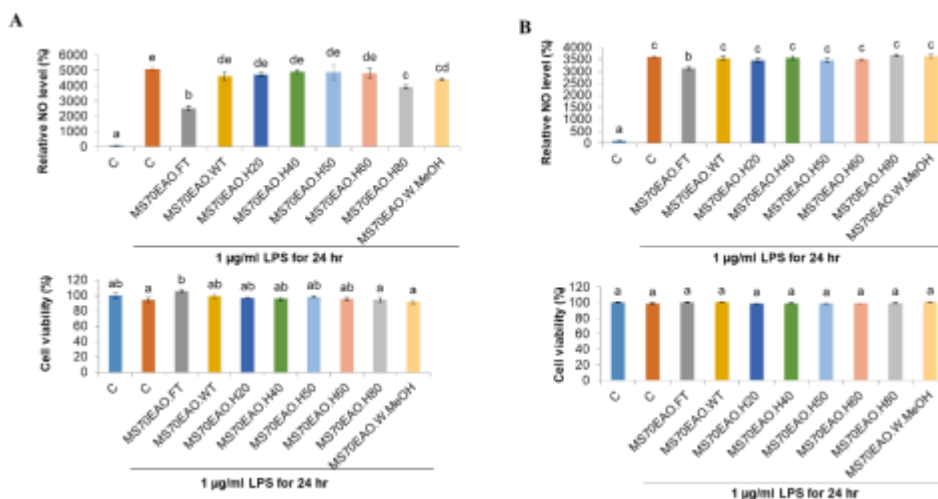 A
Relative NO level (%)
6000
5000
4000
3000
2000
1000
0
a
e
b
de
de
de
de
de
c
cd
C
C
MS70EAO.FT
MS70EAO.WT
MS70EAO.H20
MS70EAO.H40
MS70EAO.H50
MS70EAO.H60
MS70EAO.H80
MS70EAO.W.MeOH
1 µg/ml LPS for 24 hr
Cell viability (%)
120
100
80
60
40
20
0
ab
a
b
ab
ab
ab
ab
ab
a
a
C
C
MS70EAO.FT
MS70EAO.WT
MS70EAO.H20
MS70EAO.H40
MS70EAO.H50
MS70EAO.H60
MS70EAO.H80
MS70EAO.W.MeOH
1 µg/ml LPS for 24 hr
B
Relative NO level (%)
4000
3500
3000
2500
2000
1500
1000
500
0
a
c
b
c
c
c
c
c
c
c
C
C
MS70EAO.FT
MS70EAO.WT
MS70EAO.H20
MS70EAO.H40
MS70EAO.H50
MS70EAO.H60
MS70EAO.H80
MS70EAO.W.MeOH
1 µg/ml LPS for 24 hr
Cell viability (%)
120
100
80
60
40
20
0
a
a
a
a
a
a
a
a
a
a
C
C
MS70EAO.FT
MS70EAO.WT
MS70EAO.H20
MS70EAO.H40
MS70EAO.H50
MS70EAO.H60
MS70EAO.H80
MS70EAO.W.MeOH
1 µg/ml LPS for 24 hr